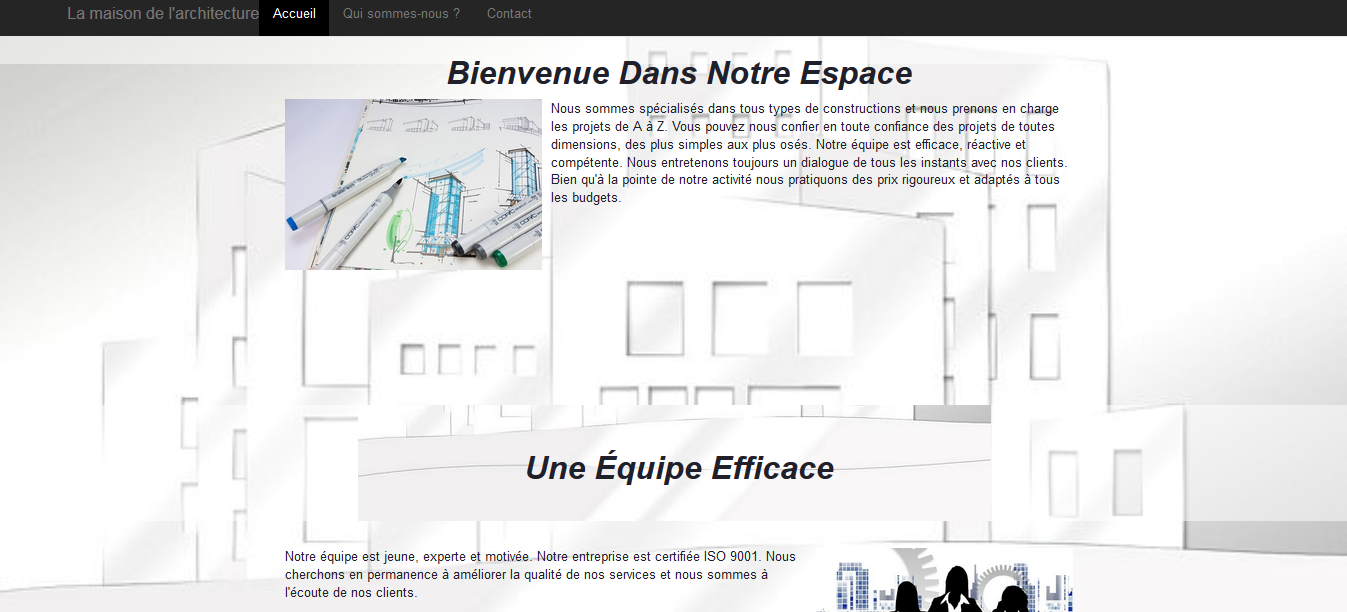 La maison de l'architecture Accueil Qui sommes-nous ? Contact
Bienvenue Dans Notre Espace
Nous sommes spécialisés dans tous types de constructions et nous prenons en charge
les projets de A à Z. Vous pouvez nous confier en toute confiance des projets de toutes
dimensions, des plus simples aux plus osés. Notre équipe est efficace, réactive et
compétente. Nous entretenons toujours un dialogue de tous les instants avec nos clients.
Bien qu'à la pointe de notre activité nous pratiquons des prix rigoureux et adaptés à tous
les budgets.
Une Équipe Efficace
Notre équipe est jeune, experte et motivée. Notre entreprise est certifiée ISO 9001. Nous
cherchons en permanence à améliorer la qualité de nos services et nous sommes à
l'écoute de nos clients.